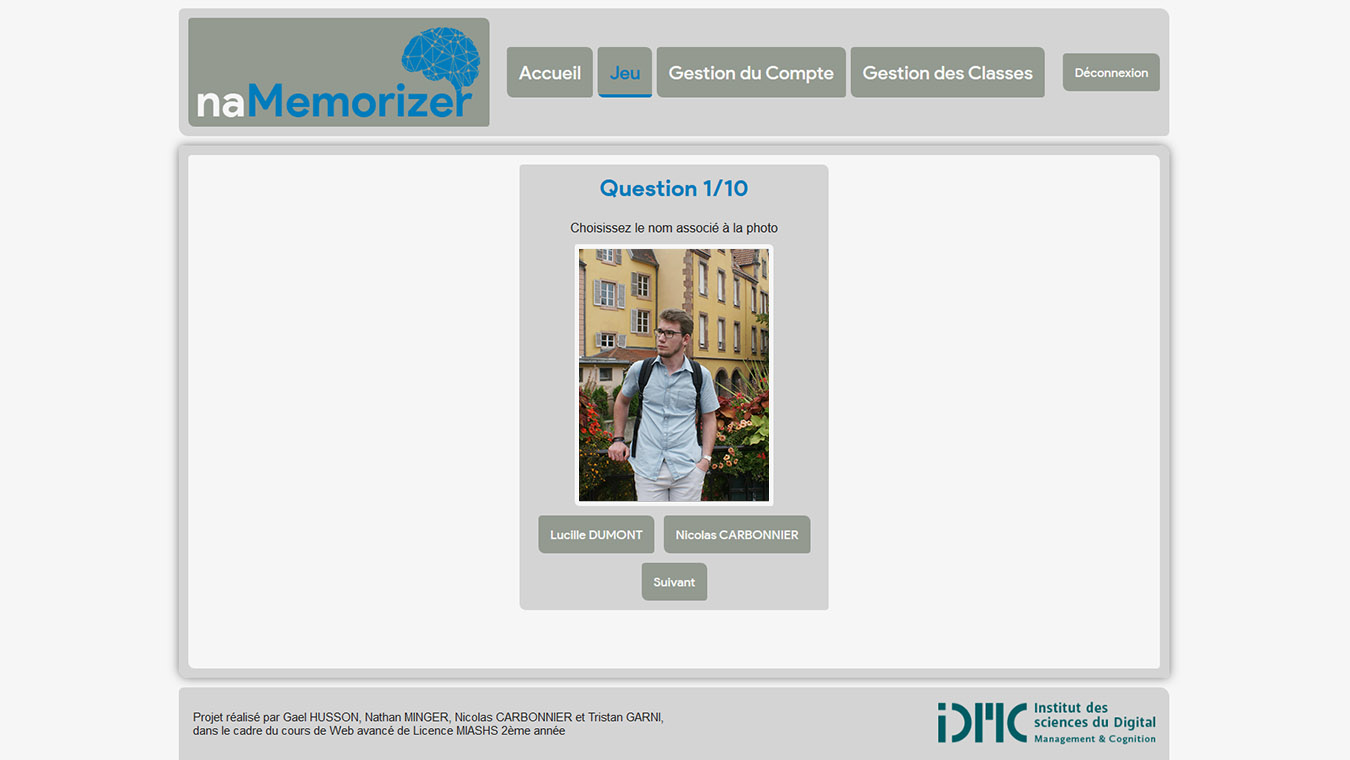 naMemorizer
Accueil
Jeu
Gestion du Compte
Gestion des Classes
Déconnexion
Question 1/10
Choisissez le nom associé à la photo
Lucille DUMONT
Nicolas CARBONNIER
Suivant
Projet réalisé par Gael HUSSON, Nathan MINGER, Nicolas CARBONNIER et Tristan GARNI,
dans le cadre du cours de Web avancé de Licence MIASHS 2ème année
iDMC
Institut des
sciences du Digital
Management & Cognition